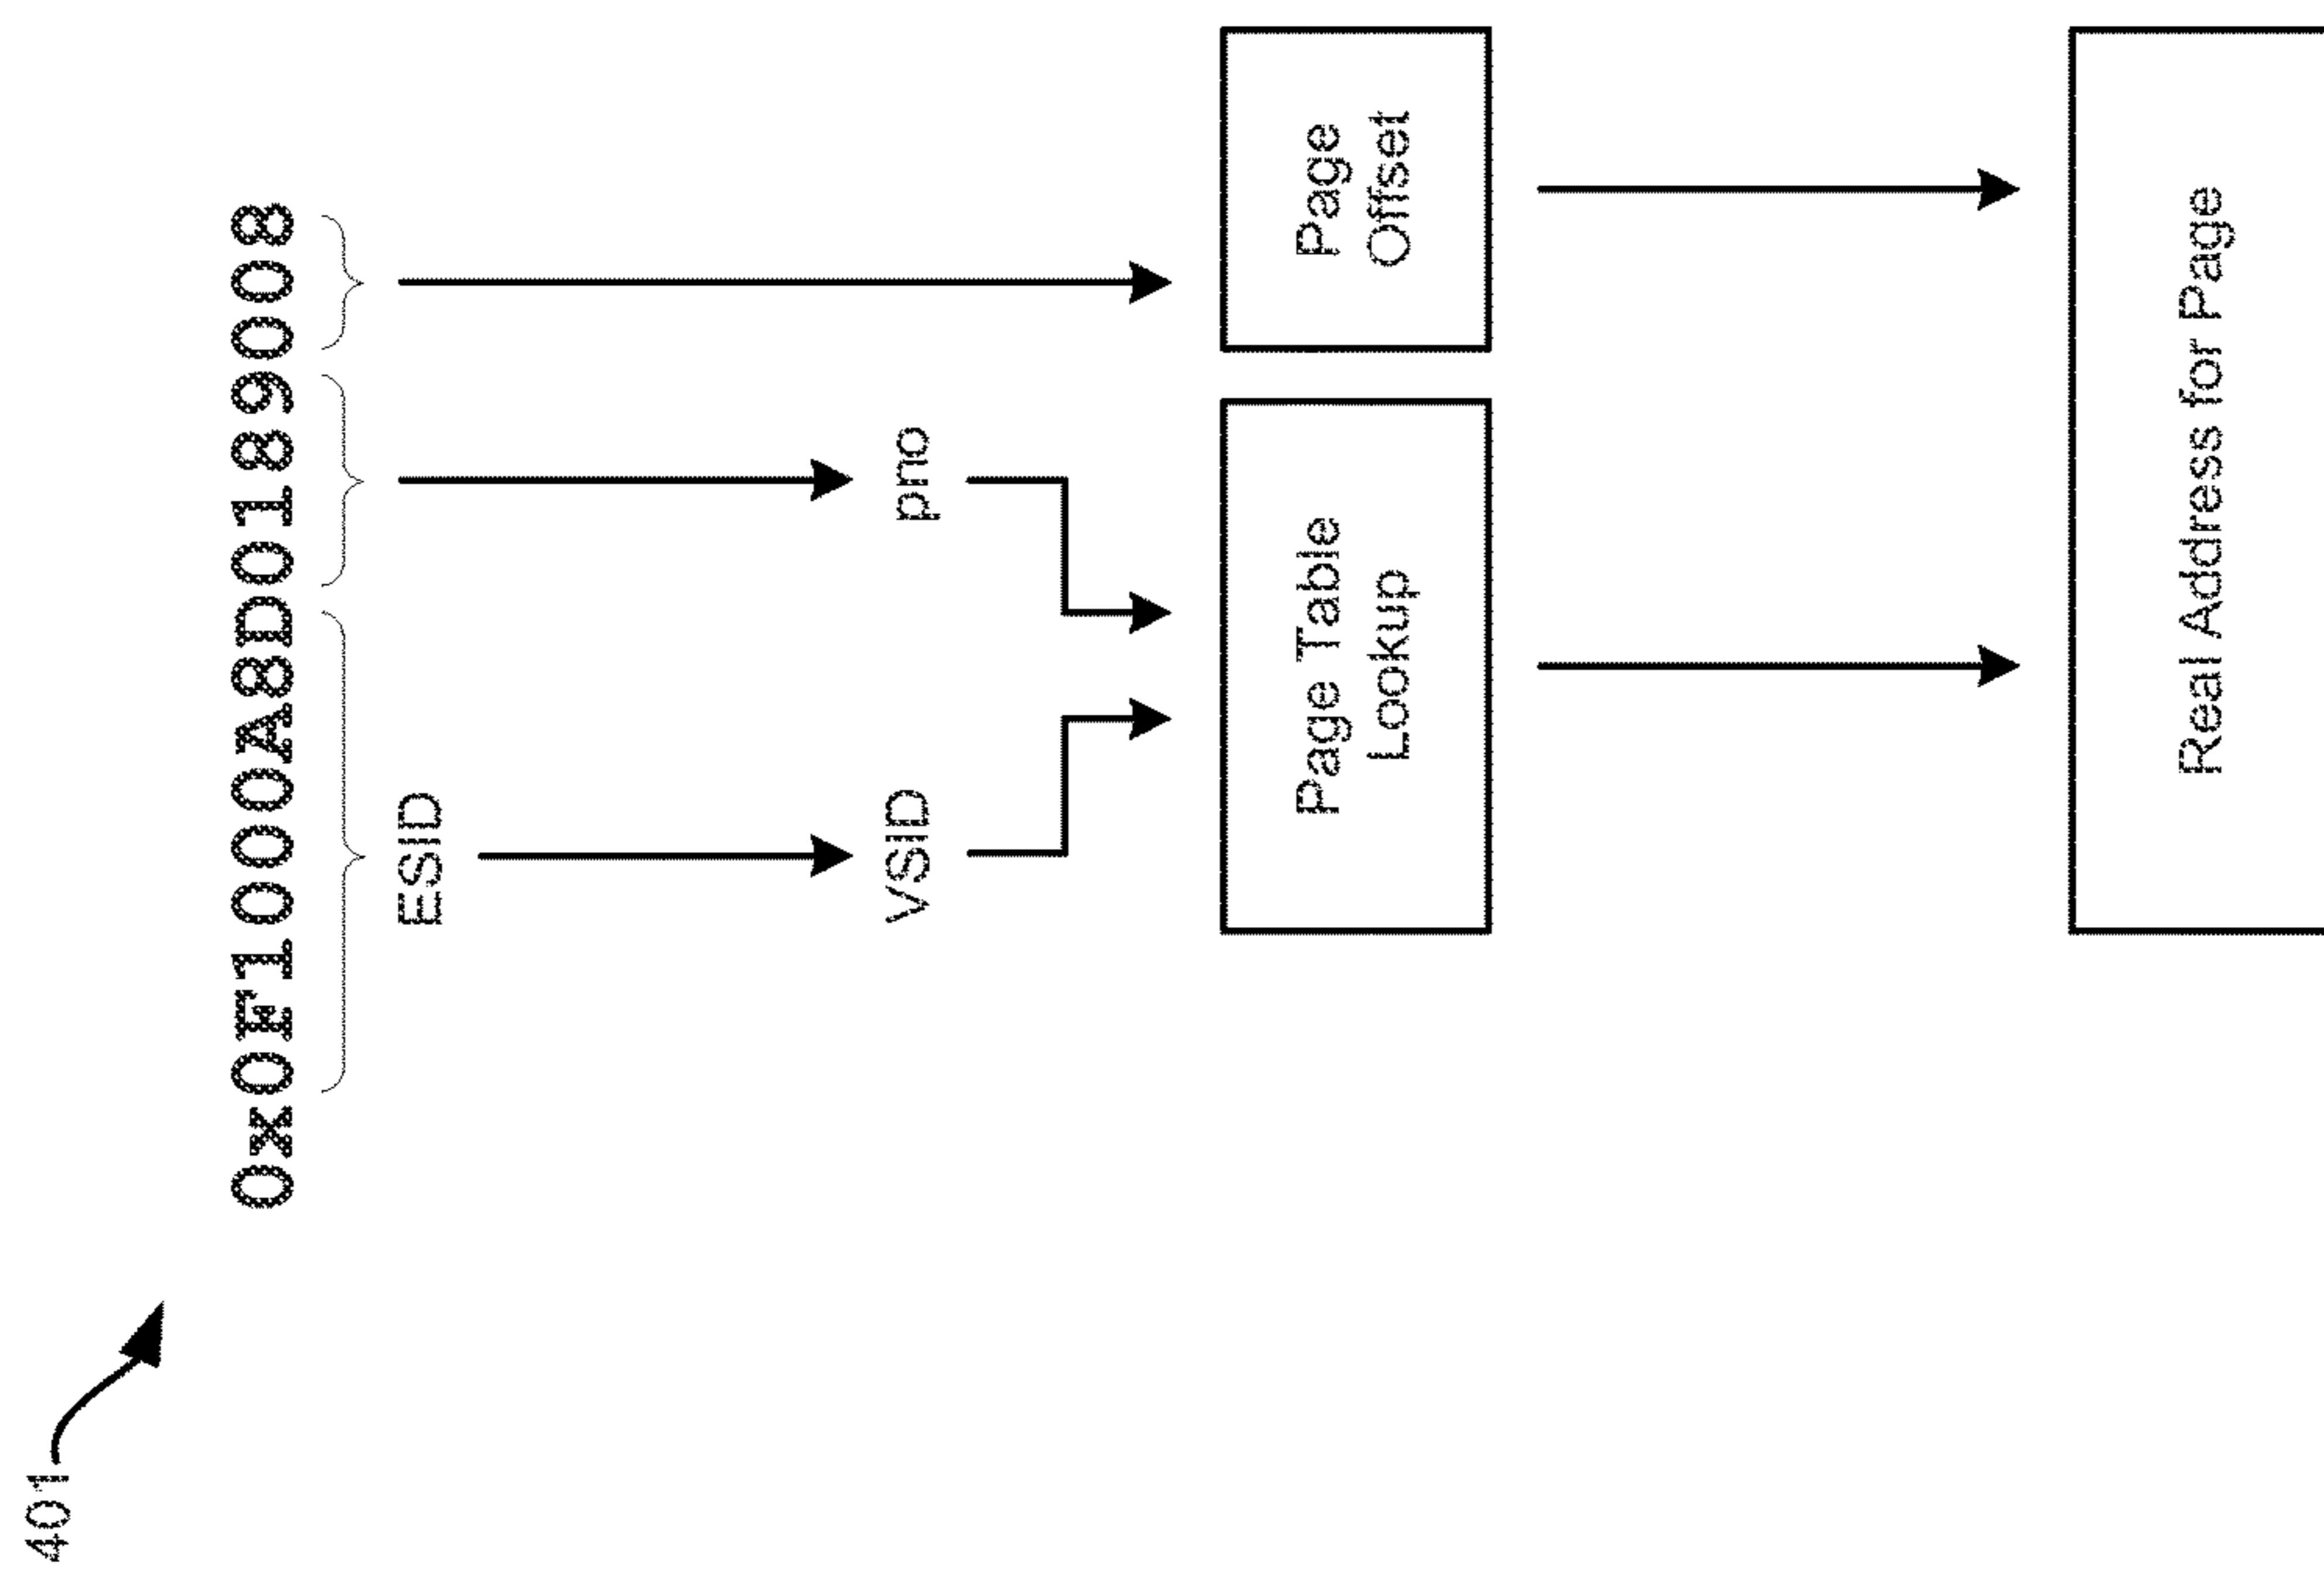 401
0x0F1000A8D0189008
ESID
VSID
pno
Page Table
Lookup
Page
Offset
Real Address for Page